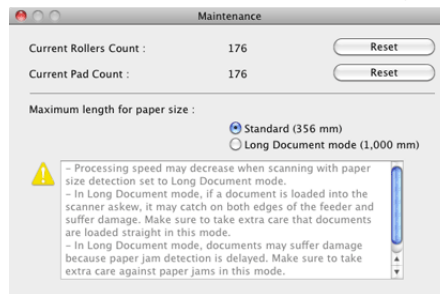 Maintenance
Current Rollers Count : 176 Reset
Current Pad Count : 176 Reset
Maximum length for paper size :
Standard (356 mm)
Long Document mode (1,000 mm)
– Processing speed may decrease when scanning with paper
size detection set to Long Document mode.
– In Long Document mode, if a document is loaded into the
scanner askew, it may catch on both edges of the feeder and
suffer damage. Make sure to take extra care that documents
are loaded straight in this mode.
– In Long Document mode, documents may suffer damage
because paper jam detection is delayed. Make sure to take
extra care against paper jams in this mode.